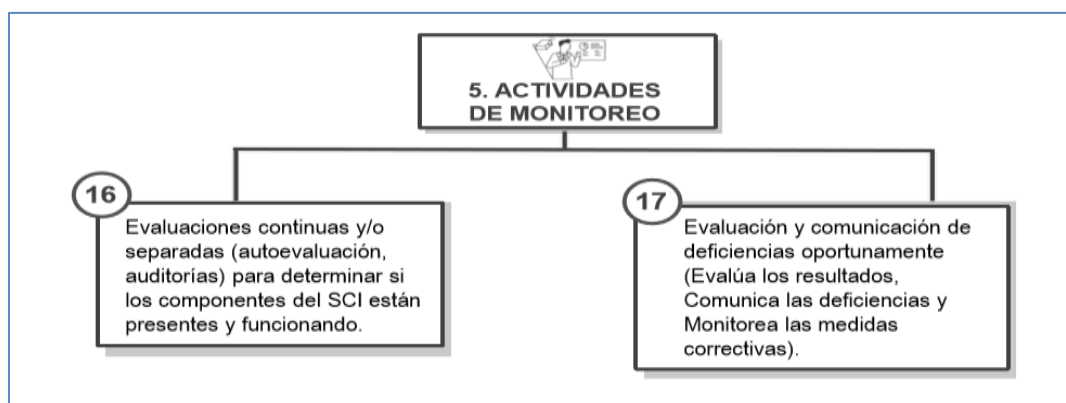 5. ACTIVIDADES
DE MONITOREO
16
Evaluaciones continuas y/o
separadas (autoevaluación,
auditorías) para determinar si
los componentes del SCI están
presentes y funcionando.
17
Evaluación y comunicación de
deficiencias oportunamente
(Evalúa los resultados,
Comunica las deficiencias y
Monitorea las medidas
correctivas).